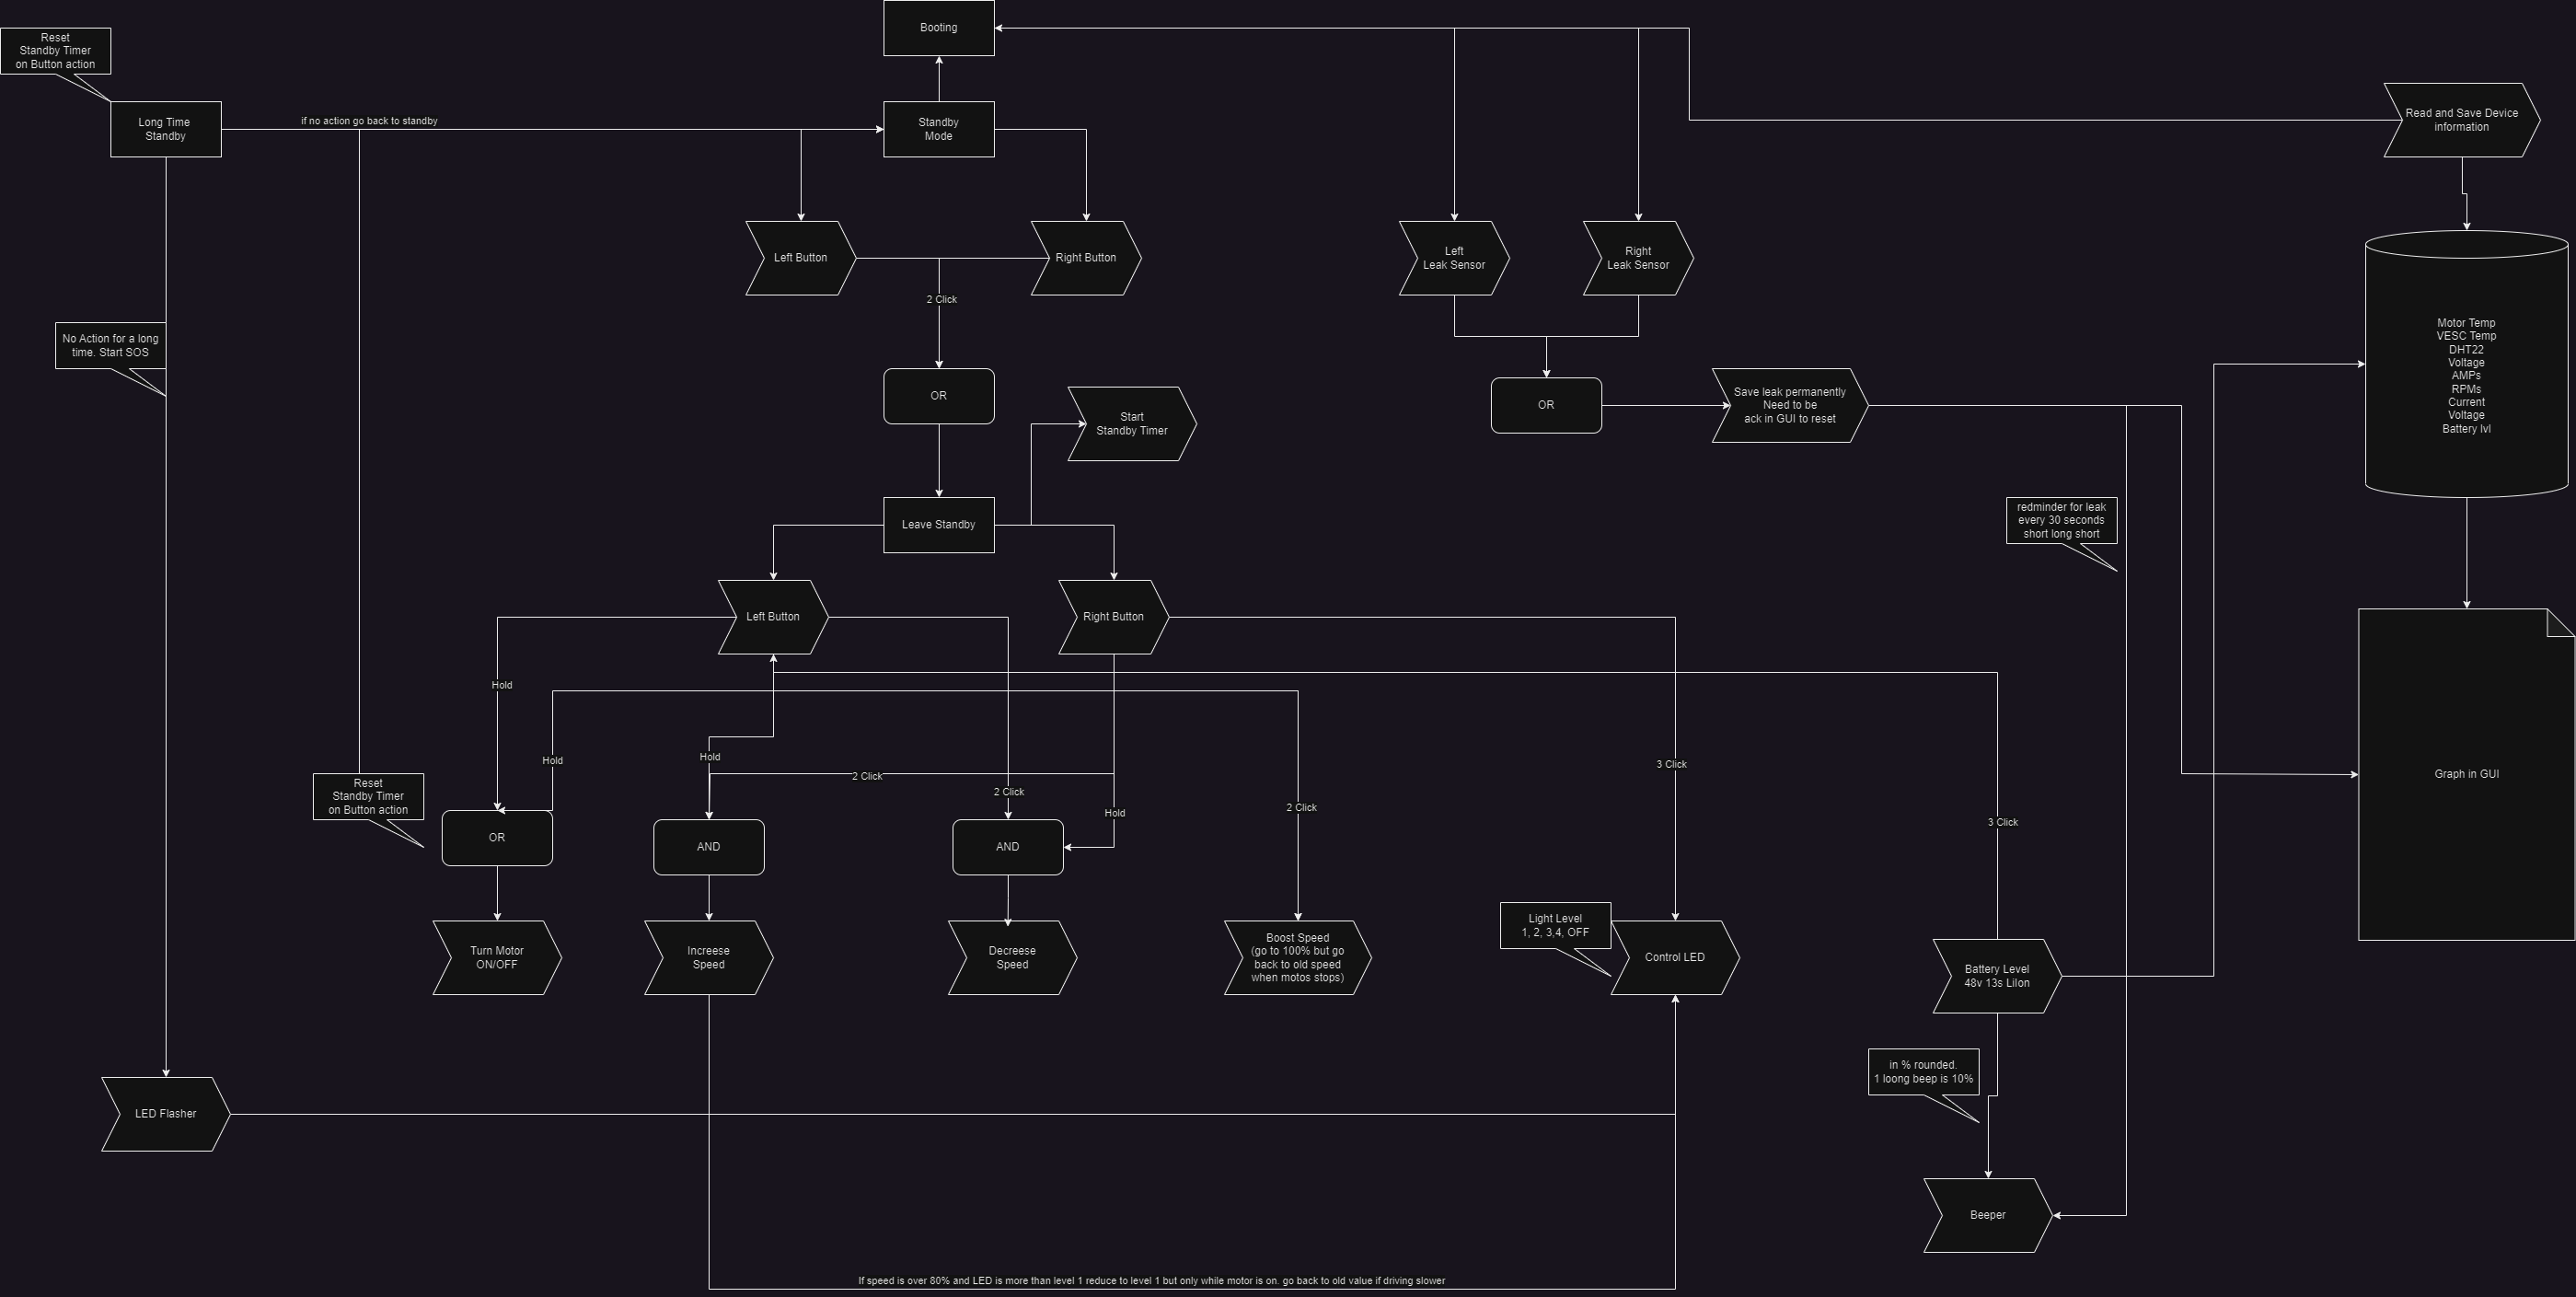 Booting
Reset
Standby Timer
on Button action
Long Time
Standby
if no action go back to standby
Standby
Mode
Read and Save Device
information
Left Button
Right Button
Left
Leak Sensor
Right
Leak Sensor
2 Click
No Action for a long
time. Start SOS
Motor Temp
VESC Temp
DHT22
Voltage
AMPs
RPMs
Current
Voltage
Battery lvl
OR
Start
Standby Timer
OR
Save leak permanently
Need to be
ack in GUI to reset
Leave Standby
redminder for leak
every 30 seconds
short long short
Left Button
Right Button
Hold
Hold
Hold
2 Click
2 Click
Hold
2 Click
3 Click
3 Click
Graph in GUI
Reset
Standby Timer
on Button action
OR
AND
AND
Turn Motor
ON/OFF
Increese
Speed
Decreese
Speed
Boost Speed
(go to 100% but go
back to old speed
when motos stops)
Light Level
1, 2, 3,4, OFF
Control LED
Battery Level
48v 13s LiIon
in % rounded.
1 loong beep is 10%
LED Flasher
Beeper
If speed is over 80% and LED is more than level 1 reduce to level 1 but only while motor is on. go back to old value if driving slower